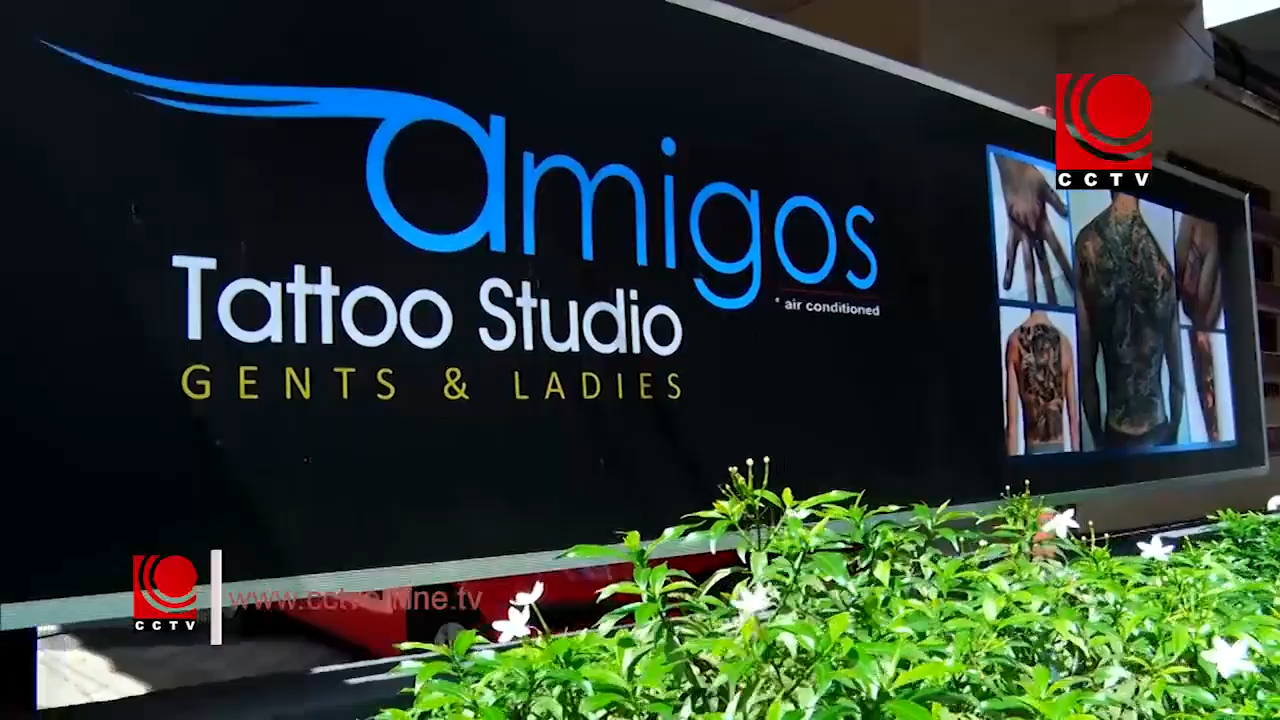 amigos
* air conditioned
Tattoo Studio
GENTS & LADIES
CCTV
CCTV